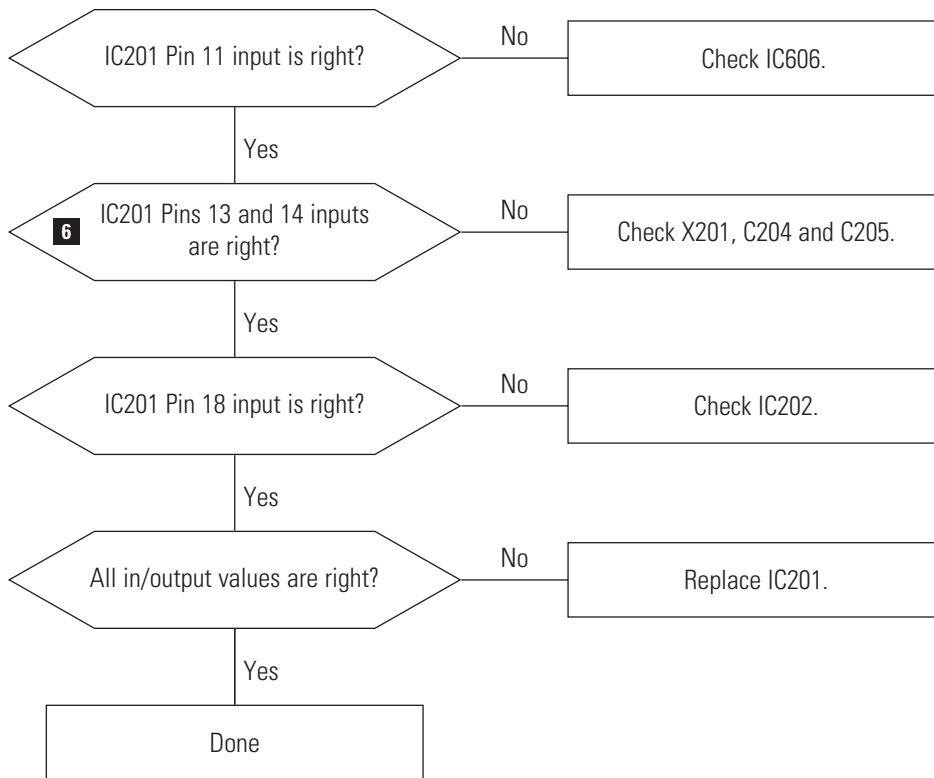 IC201 Pin 11 input is right?
No
Check IC606.
Yes
6
IC201 Pins 13 and 14 inputs
are right?
No
Check X201, C204 and C205.
Yes
IC201 Pin 18 input is right?
No
Check IC202.
Yes
All in/output values are right?
No
Replace IC201.
Yes
Done